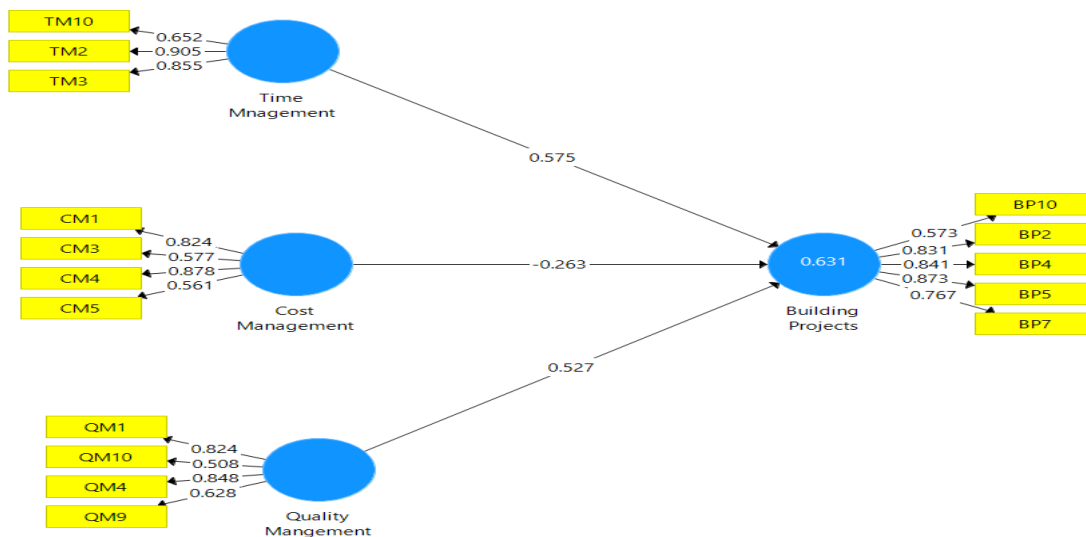 TM10
TM2
TM3
0.652
0.905
0.855
Time
Mnagement
0.575
CM1
CM3
CM4
CM5
0.824
0.577
0.878
0.561
Cost
Management
-0.263
0.631
Building
Projects
0.573
0.831
0.841
0.873
0.767
BP10
BP2
BP4
BP5
BP7
0.527
QM1
QM10
QM4
QM9
0.824
0.508
0.848
0.628
Quality
Mangement